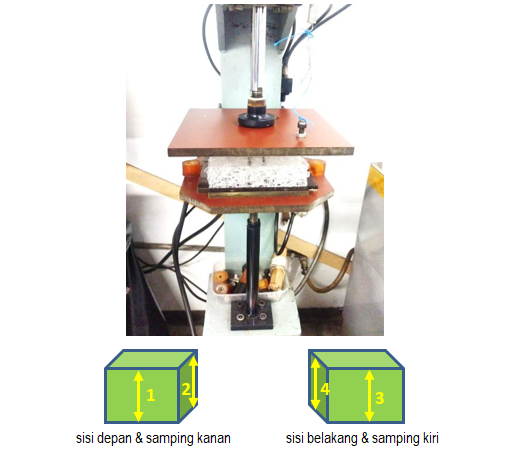 1
2
4
3
sisi depan & samping kanan
sisi belakang & samping kiri